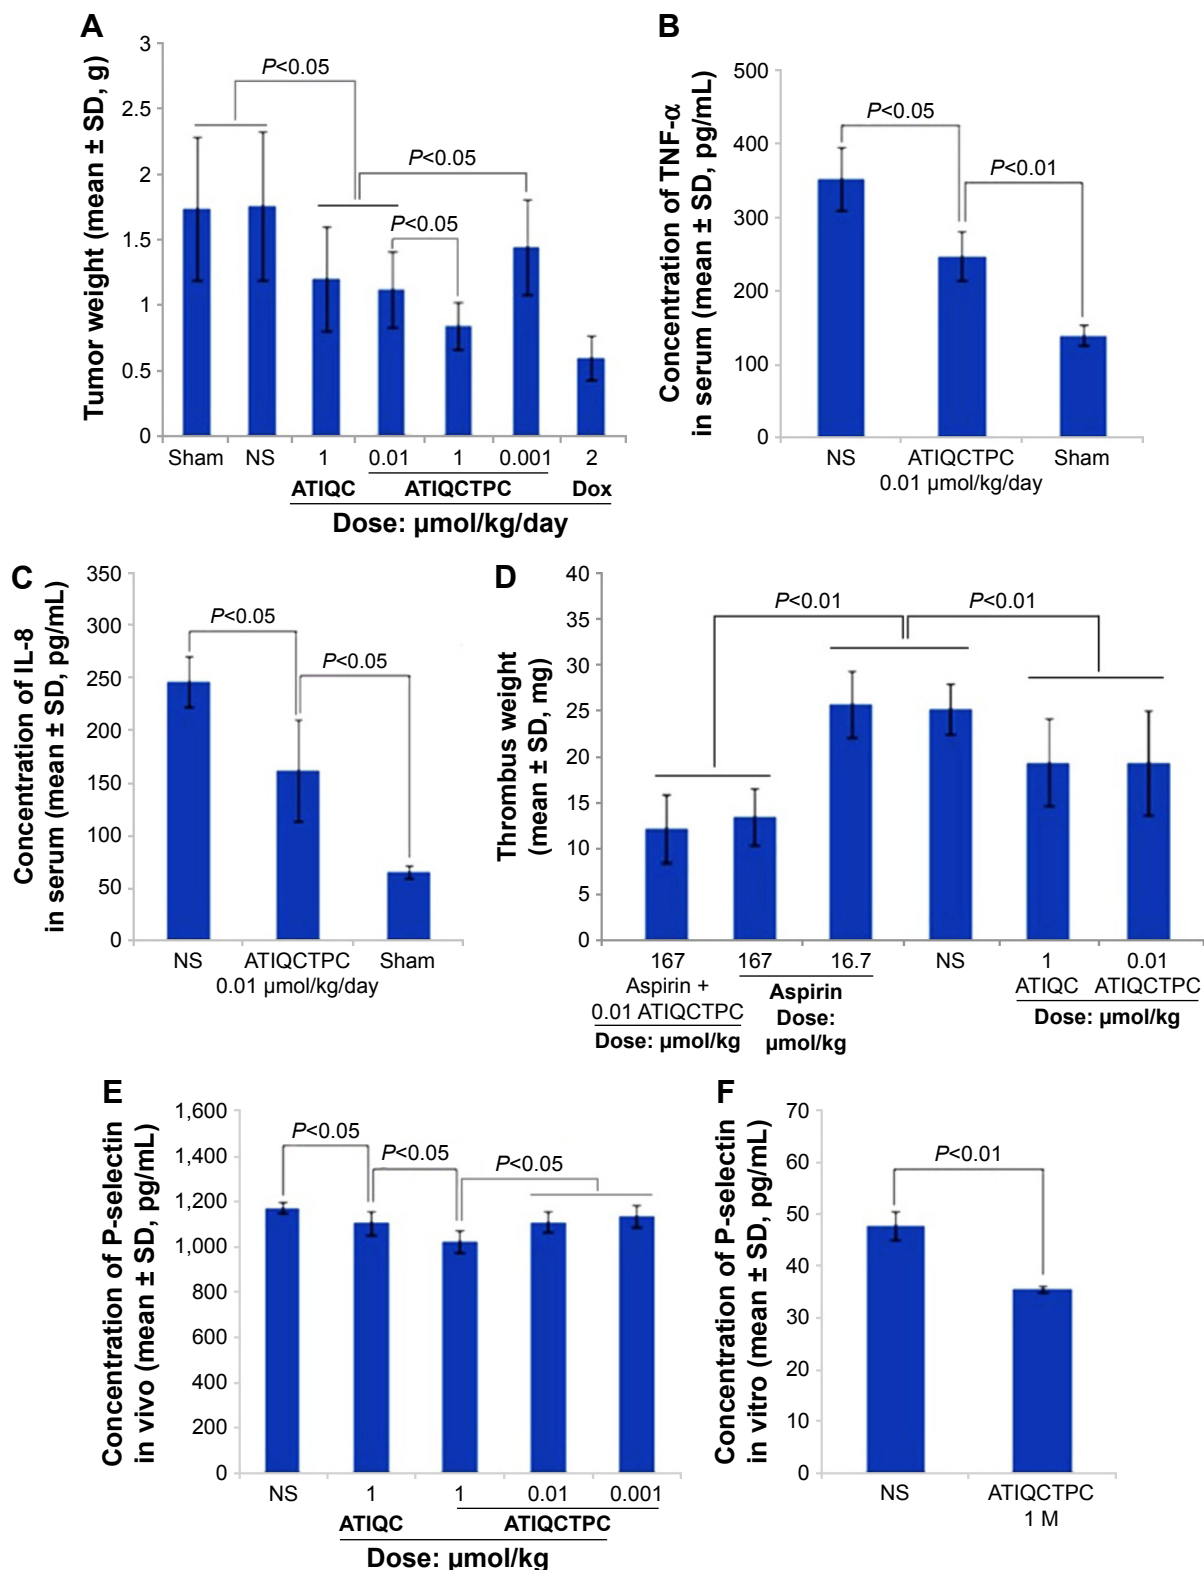 A
Tumor weight (mean ± SD, g)
3
2.5
2
1.5
1
0.5
0
P<0.05
P<0.05
P<0.05
Sham NS 1 0.01 1 0.001 2
ATIQC ATIQCTPC Dox
Dose: µmol/kg/day
B
Concentration of TNF-α
in serum (mean ± SD, pg/mL)
500
400
300
200
100
0
P<0.05
P<0.01
NS ATIQCTPC Sham
0.01 µmol/kg/day
C
Concentration of IL-8
in serum (mean ± SD, pg/mL)
350
300
250
200
150
100
50
0
P<0.05
P<0.05
NS ATIQCTPC Sham
0.01 µmol/kg/day
D
Thrombus weight
(mean ± SD, mg)
40
35
30
25
20
15
10
5
0
P<0.01 P<0.01
167 167 16.7 NS 1 0.01
Aspirin +
0.01 ATIQCTPC
Dose: µmol/kg
Aspirin
Dose:
µmol/kg
ATIQC ATIQCTPC
Dose: µmol/kg
E
Concentration of P-selectin
in vivo (mean ± SD, pg/mL)
1,600
1,400
1,200
1,000
800
600
400
200
0
P<0.05
P<0.05
P<0.05
NS 1 1 0.01 0.001
ATIQC ATIQCTPC
Dose: µmol/kg
F
Concentration of P-selectin
in vitro (mean ± SD, pg/mL)
70
60
50
40
30
20
10
0
P<0.01
NS ATIQCTPC
1 M